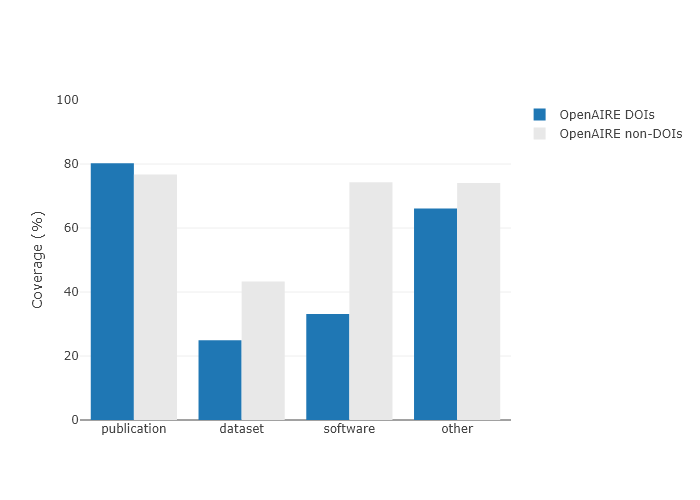 100
80
60
40
20
0
Coverage (%)
publication
dataset
software
other
OpenAIRE DOIs
OpenAIRE non-DOIs